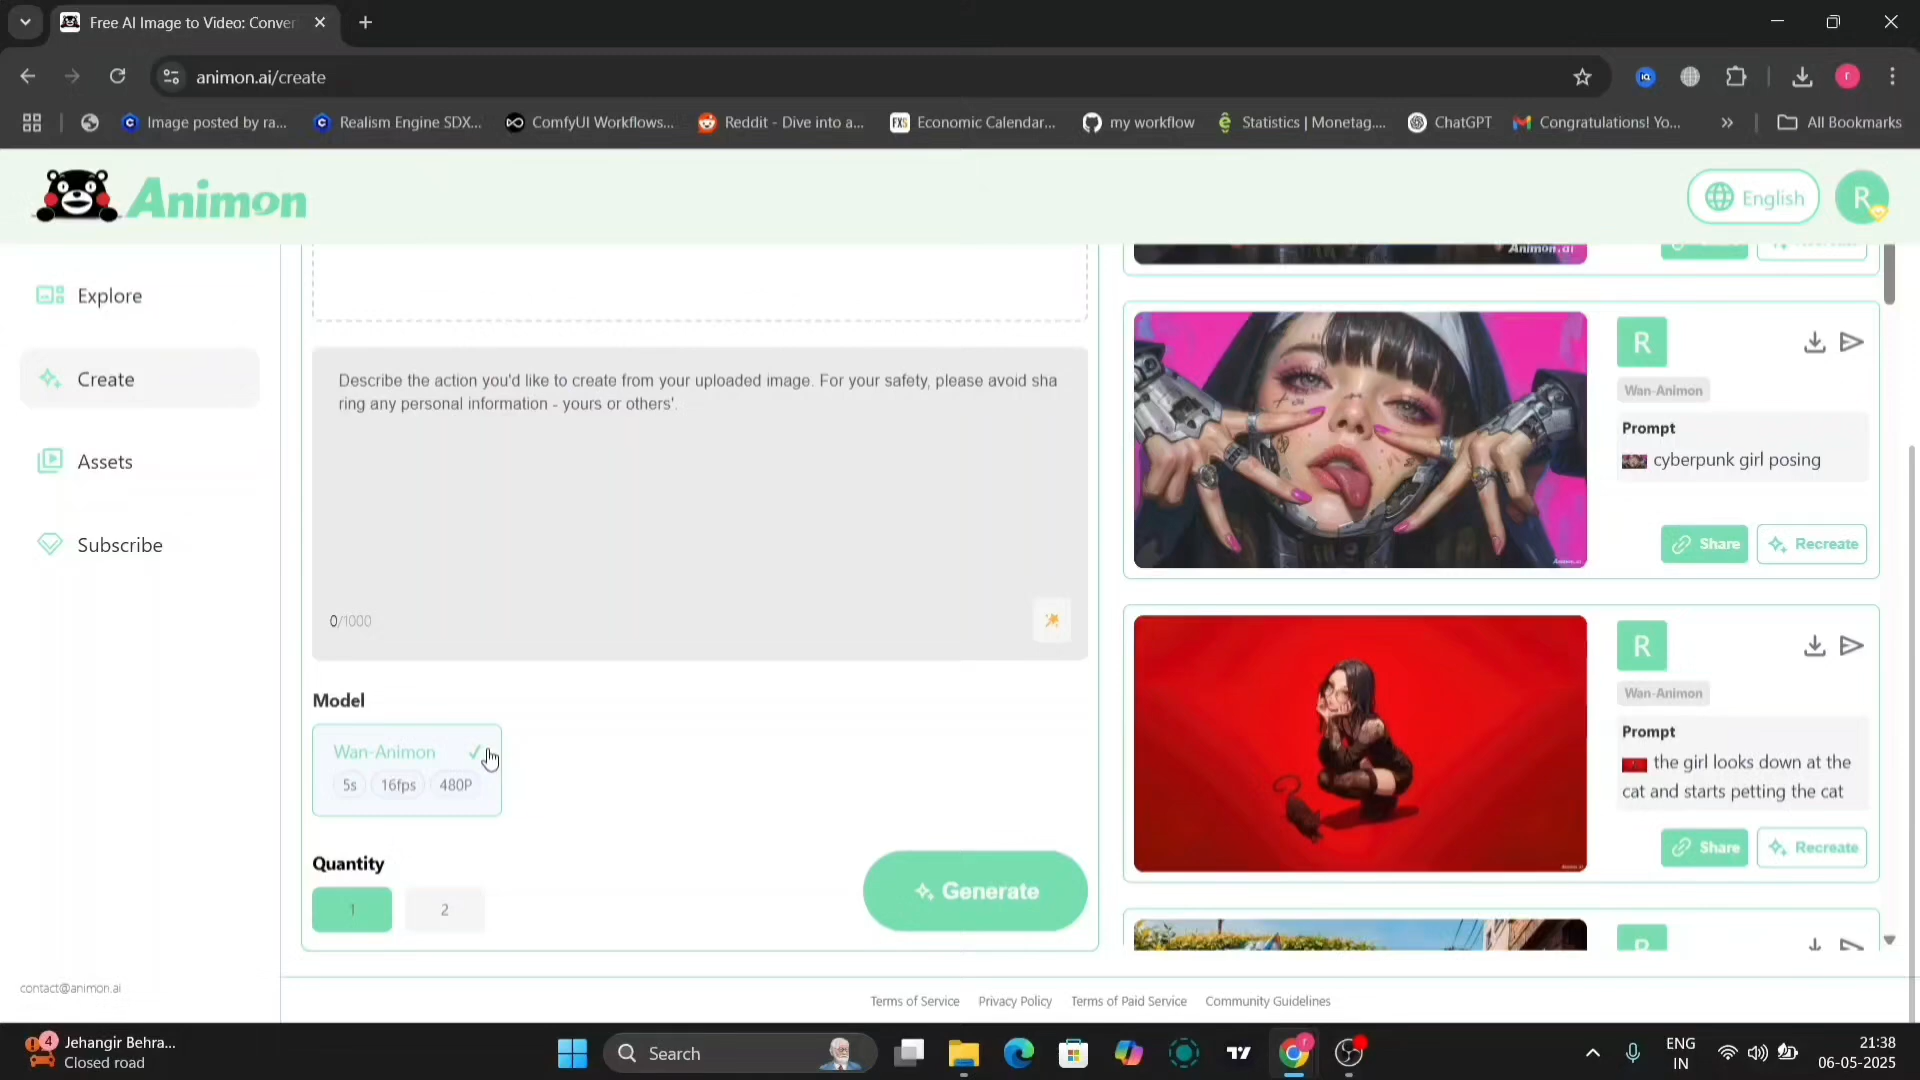 Free AI Image to Video: Conver
animon.ai/create
Image posted by ra...
Realism Engine SDX...
ComfyUI Workflows...
Reddit - Dive into a...
FXS
Economic Calendar...
my workflow
Statistics | Monetag....
ChatGPT
Congratulations! Yo...
All Bookmarks
Animon
English
R
Explore
Create
Assets
Subscribe
contact@animon.ai
Describe the action you'd like to create from your uploaded image. For your safety, please avoid sha
ring any personal information - yours or others'.
0/1000
Model
Wan-Animon
5s
16fps
480P
Quantity
1
2
Generate
Animon.ai
R
Wan-Animon
Prompt
cyberpunk girl posing
Share
Recreate
R
Wan-Animon
Prompt
the girl looks down at the
cat and starts petting the cat
Share
Recreate
Terms of Service
Privacy Policy
Terms of Paid Service
Community Guidelines
4
Jehangir Behra...
Closed road
Search
ENG
IN
21:38
06-05-2025